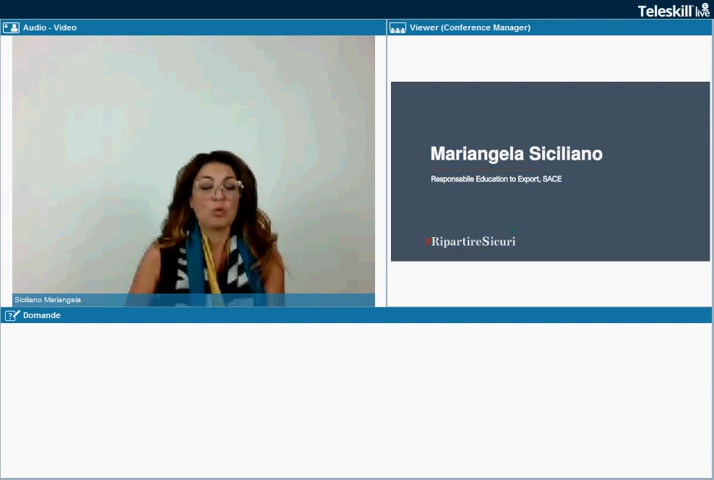 Teleskill live
Audio - Video
Viewer (Conference Manager)
Mariangela Siciliano
Responsabile Education to Export, SACE
#RipartireSicuri
Siciliano Mariangela
Domande